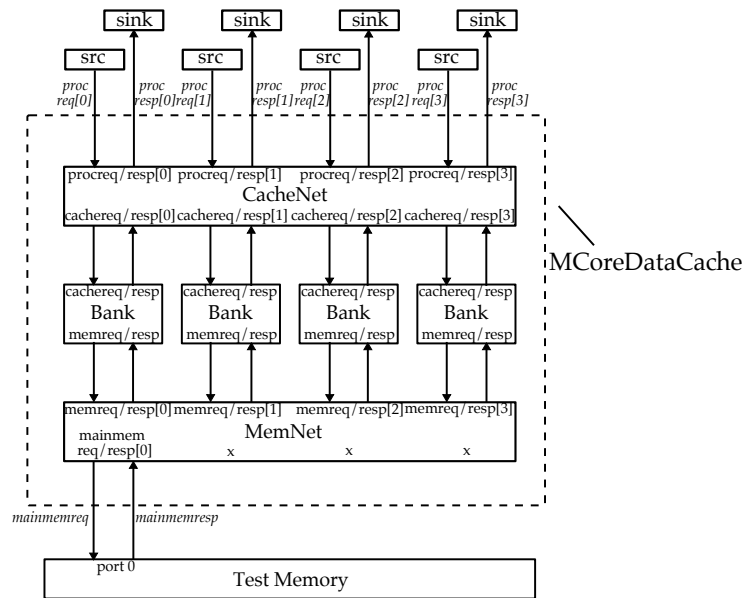 sink sink sink sink
src src src src
proc proc proc proc proc proc proc proc
req[0] resp[0] req[1] resp[1] req[2] resp[2] req[3] resp[3]
procreq/resp[0] procreq/resp[1] procreq/resp[2] procreq/resp[3]
CacheNet
cachereq/resp[0] cachereq/resp[1] cachereq/resp[2] cachereq/resp[3]
MCoreDataCache
cachereq/resp cachereq/resp cachereq/resp cachereq/resp
Bank Bank Bank Bank
memreq/resp memreq/resp memreq/resp memreq/resp
memreq/resp[0] memreq/resp[1] memreq/resp[2] memreq/resp[3]
mainmem MemNet
req/resp[0] x x x
mainmemreq mainmemresp
port 0
Test Memory